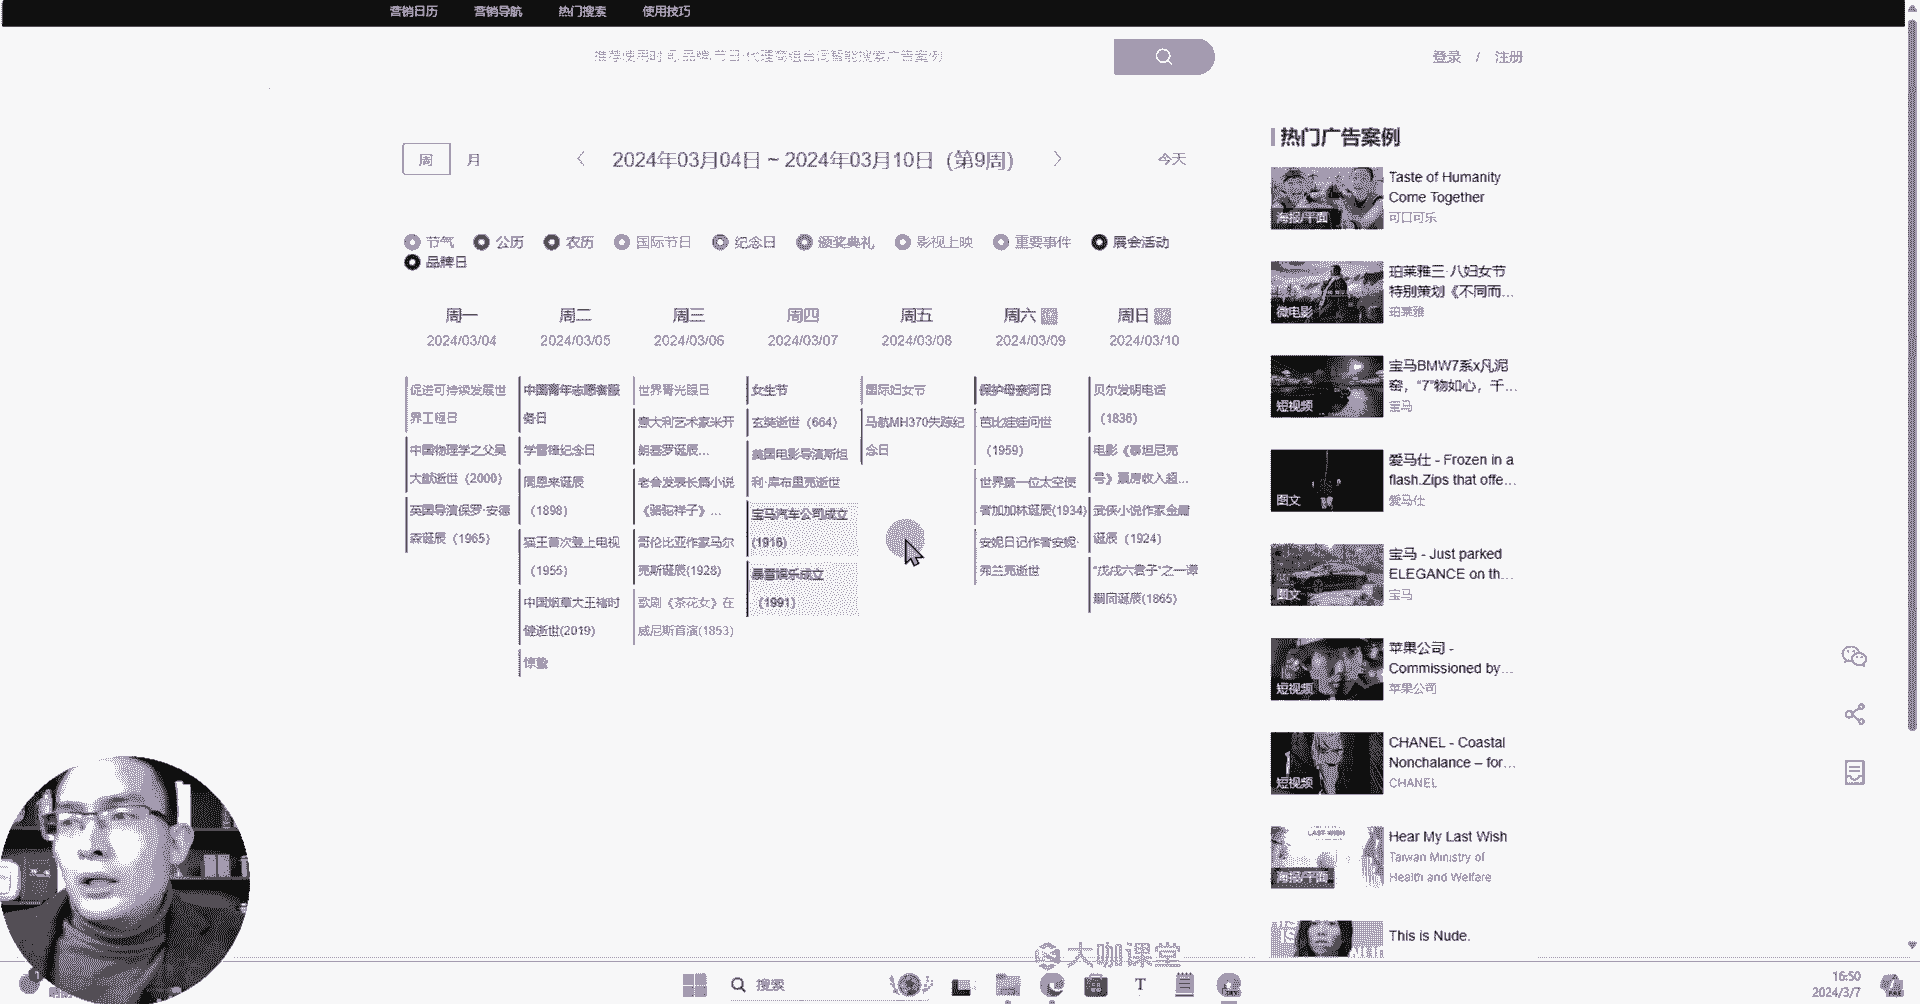 营销日历 营销导航 热门搜索 使用技巧
推荐使用时间·品牌·节日·代理商组合词智能搜索广告案例
登录 / 注册
周 月 2024年03月04日 ~ 2024年03月10日（第9周） 今天
节气 公历 农历 国际节日 纪念日 颁奖典礼 影视上映 重要事件 展会活动
品牌日
周一
2024/03/04
促进可持续发展世
界工程日
中国物理学之父吴
大猷逝世（2000）
英国导演保罗·安德
森诞辰（1965）
周二
2024/03/05
中国青年志愿者服
务日
学雷锋纪念日
周恩来诞辰
（1898）
猫王首次登上电视
（1955）
中国烟草大王褚时
健逝世(2019)
惊蛰
周三
2024/03/06
世界青光眼日
意大利艺术家米开
朗基罗诞辰...
老舍发表长篇小说
《骆驼祥子》...
哥伦比亚作家马尔
克斯诞辰(1928)
歌剧《茶花女》在
威尼斯首演(1853)
周四
2024/03/07
女生节
玄奘逝世（664）
美国电影导演斯坦
利·库布里克逝世
宝马汽车公司成立
(1916)
暴雪娱乐成立
（1991）
周五
2024/03/08
国际妇女节
马航MH370失踪纪
念日
周六
2024/03/09
保护母亲河日
芭比娃娃问世
（1959）
世界第一位太空使
者加加林诞辰(1934)
安妮日记作者安妮·
弗兰克逝世
周日
2024/03/10
贝尔发明电话
（1836）
电影《泰坦尼克
号》票房收入超...
武侠小说作家金庸
诞辰（1924）
“戊戌六君子”之一谭
嗣同诞辰(1865)
热门广告案例
Taste of Humanity
Come Together
可口可乐
海报/平面
珀莱雅三·八妇女节
特别策划《不同而...
珀莱雅
微电影
宝马BMW7系x凡泥
窑，“7”物如心，千...
宝马
短视频
爱马仕 - Frozen in a
flash.Zips that offe...
爱马仕
图文
宝马 - Just parked
ELEGANCE on th...
宝马
图文
苹果公司 -
Commissioned by...
苹果公司
短视频
CHANEL - Coastal
Nonchalance – for...
CHANEL
短视频
Hear My Last Wish
Taiwan Ministry of
Health and Welfare
LAST WISH
海报/平面
This is Nude.
大咖课堂
搜索
16:50
2024/3/7